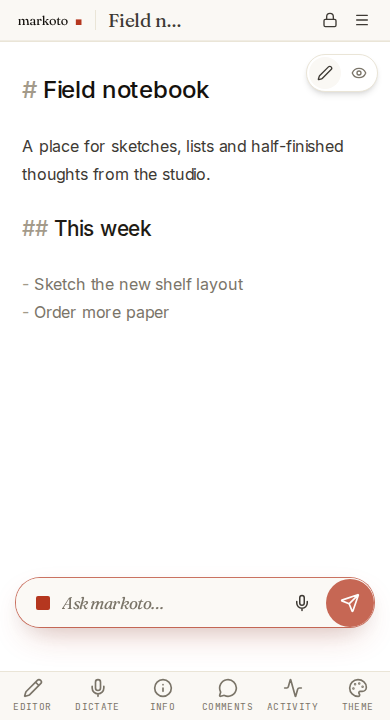 markoto
Field n...
# Field notebook
A place for sketches, lists and half-finished
thoughts from the studio.
## This week
- Sketch the new shelf layout
- Order more paper
Ask markoto...
EDITOR DICTATE INFO COMMENTS ACTIVITY THEME